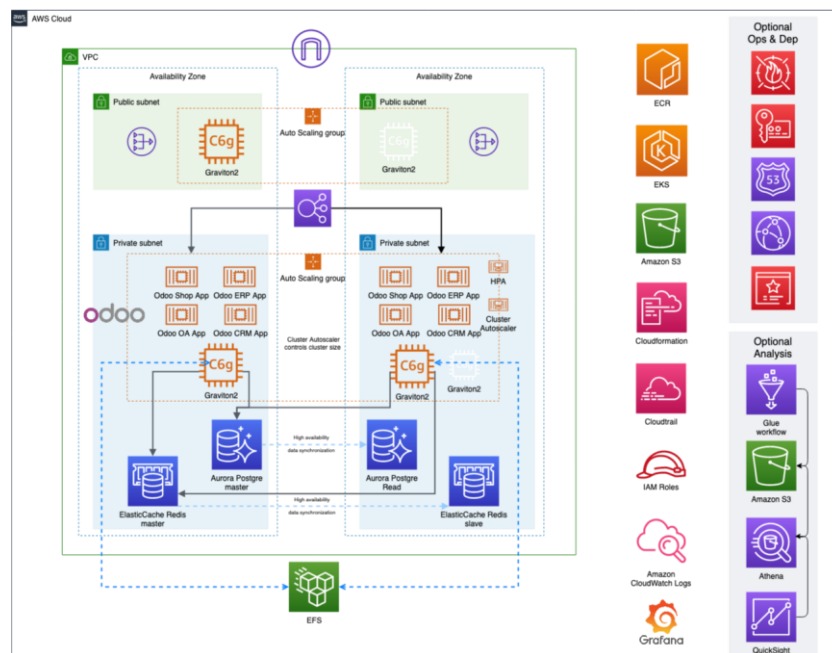 aws
AWS Cloud
VPC
Availability Zone
Availability Zone
Public subnet
Public subnet
C6g
Graviton2
Auto Scaling group
C6g
Graviton2
Private subnet
Private subnet
Auto Scaling group
Odoo Shop App
Odoo ERP App
Odoo OA App
Odoo CRM App
odoo
Cluster Autoscaler
controls cluster size
Odoo Shop App
Odoo ERP App
Odoo OA App
Odoo CRM App
HPA
Cluster
Autoscaler
C6g
Graviton2
C6g
Graviton2
Graviton2
High availability
data synchronization
Aurora Postgre
master
Aurora Postgre
Read
High availability
data synchronization
ElasticCache Redis
master
ElasticCache Redis
slave
EFS
ECR
K
EKS
Amazon S3
Cloudformation
Cloudtrail
IAM Roles
Amazon
CloudWatch Logs
Grafana
Optional
Ops & Dep
53
Optional
Analysis
Glue
workflow
Amazon S3
Athena
QuickSight